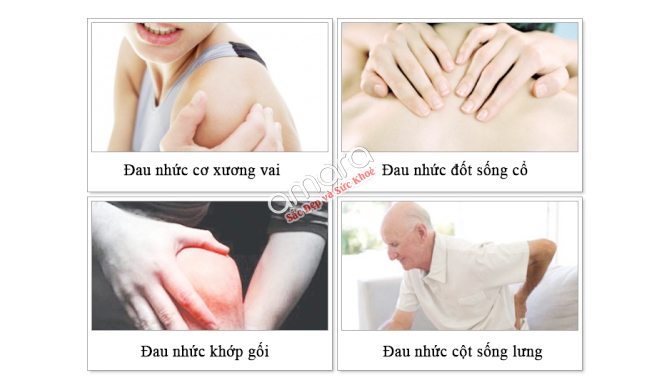 Đau nhức cơ xương vai
Đau nhức đốt sống cổ
amara
Sắc Đẹp và Sức Khoẻ
Đau nhức khớp gối
Đau nhức cột sống lưng